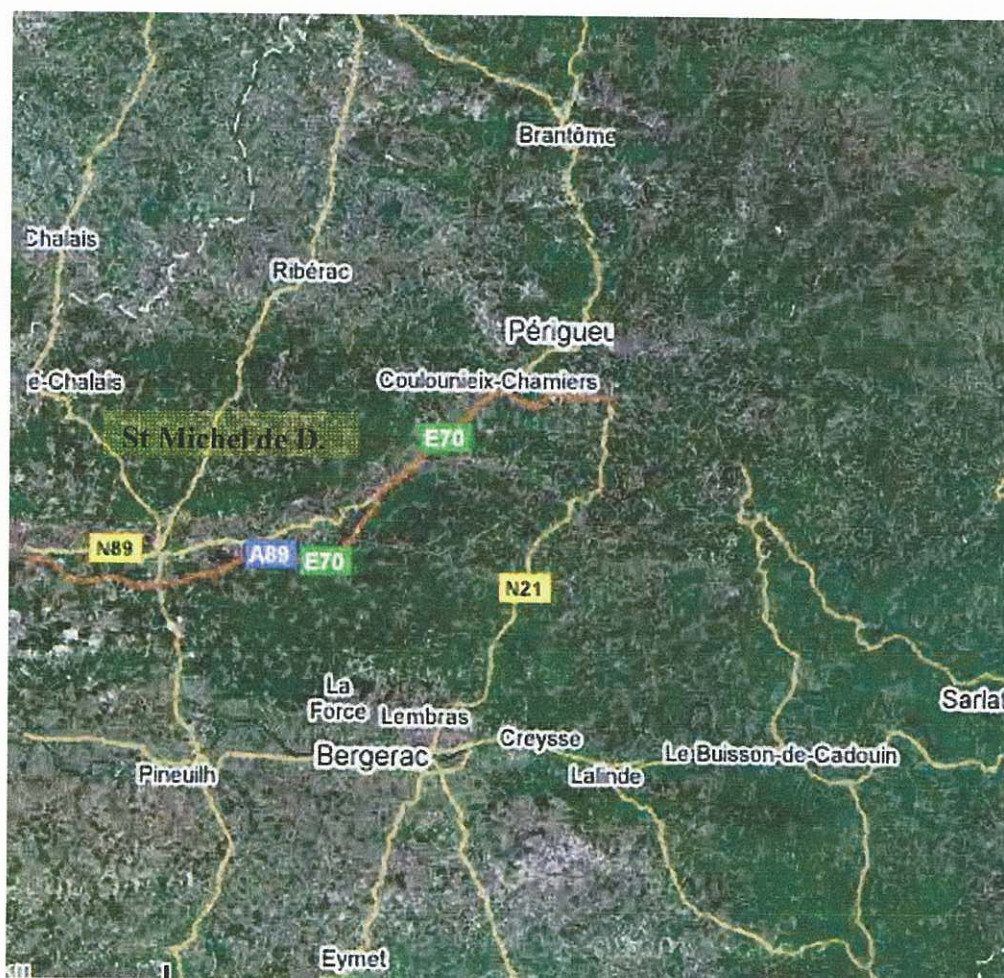 Brantôme
Chalais
Ribérac
Périgueu
e-Chalais
Coulounieix-Chamiers
St Michel de D.
E70
N89
A89
E70
N21
La
Force
Lembras
Sarlat
Creysse
Bergerac
Le Buisson-de-Cadouin
Pineuilh
Lalinde
Eymet